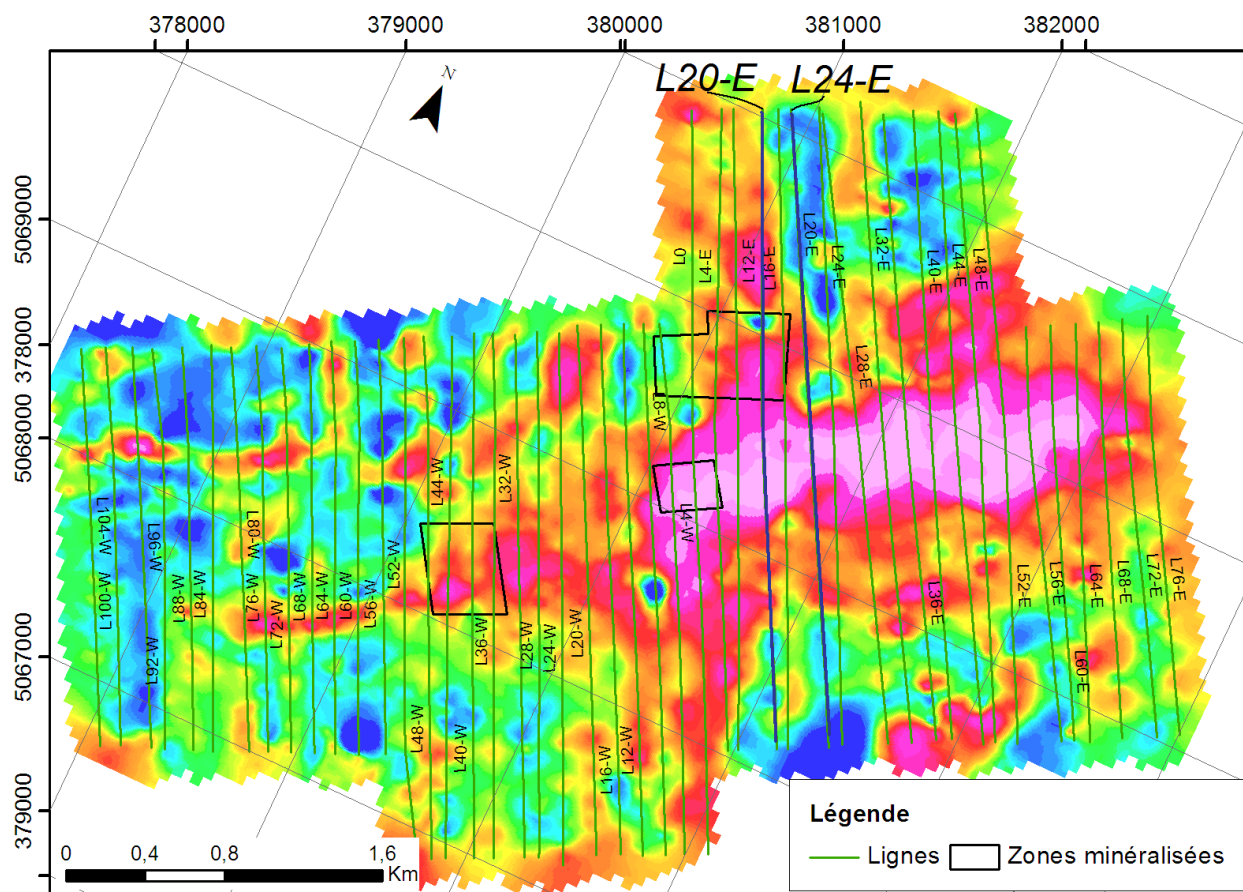 378000 379000 380000 381000 382000
N
L20-E L24-E
5069000
378000
5068000
5067000
379000
L0
L4-E
L12-E
L16-E
L20-E
L24-E
L32-E
L40-E
L44-E
L48-E
L28-E
L8-W
L4-W
L44-W
L32-W
L104-W
L96-W
L80-W
L52-W
L100-W
L88-W
L84-W
L76-W
L72-W
L68-W
L64-W
L60-W
L56-W
L92-W
L36-W
L28-W
L24-W
L20-W
L48-W
L40-W
L16-W
L12-W
L36-E
L52-E
L56-E
L64-E
L68-E
L72-E
L76-E
L60-E
0 0,4 0,8 1,6
Km
Légende
Lignes Zones minéralisées